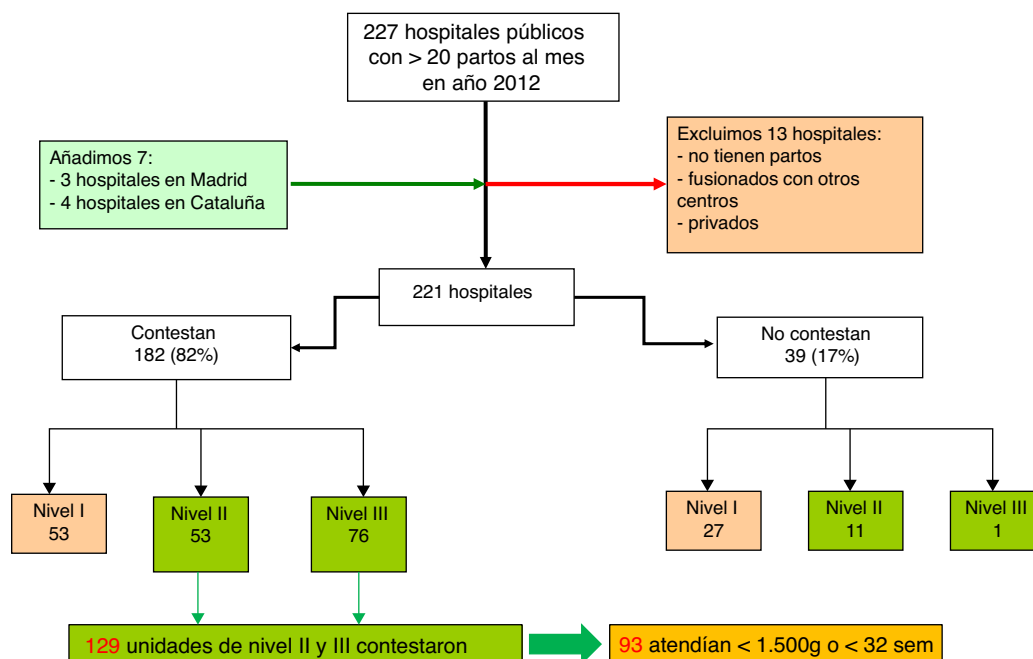 227 hospitales públicos
con > 20 partos al mes
en año 2012
Añadimos 7:
- 3 hospitales en Madrid
- 4 hospitales en Cataluña
Excluimos 13 hospitales:
- no tienen partos
- fusionados con otros
centros
- privados
221 hospitales
Contestan
182 (82%)
No contestan
39 (17%)
Nivel I
53
Nivel II
53
Nivel III
76
Nivel I
27
Nivel II
11
Nivel III
1
129 unidades de nivel II y III contestaron
93 atendían < 1.500g o < 32 sem